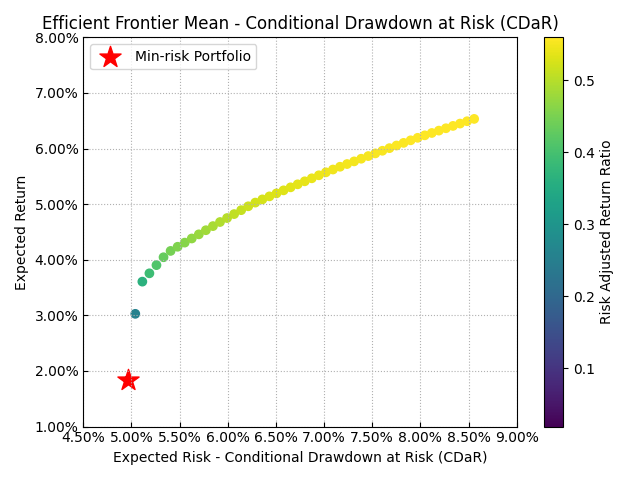 Efficient Frontier Mean - Conditional Drawdown at Risk (CDaR)
Min-risk Portfolio
8.00%
7.00%
6.00%
5.00%
4.00%
3.00%
2.00%
1.00%
Expected Return
4.50% 5.00% 5.50% 6.00% 6.50% 7.00% 7.50% 8.00% 8.50% 9.00%
Expected Risk - Conditional Drawdown at Risk (CDaR)
0.5
0.4
0.3
0.2
0.1
Risk Adjusted Return Ratio